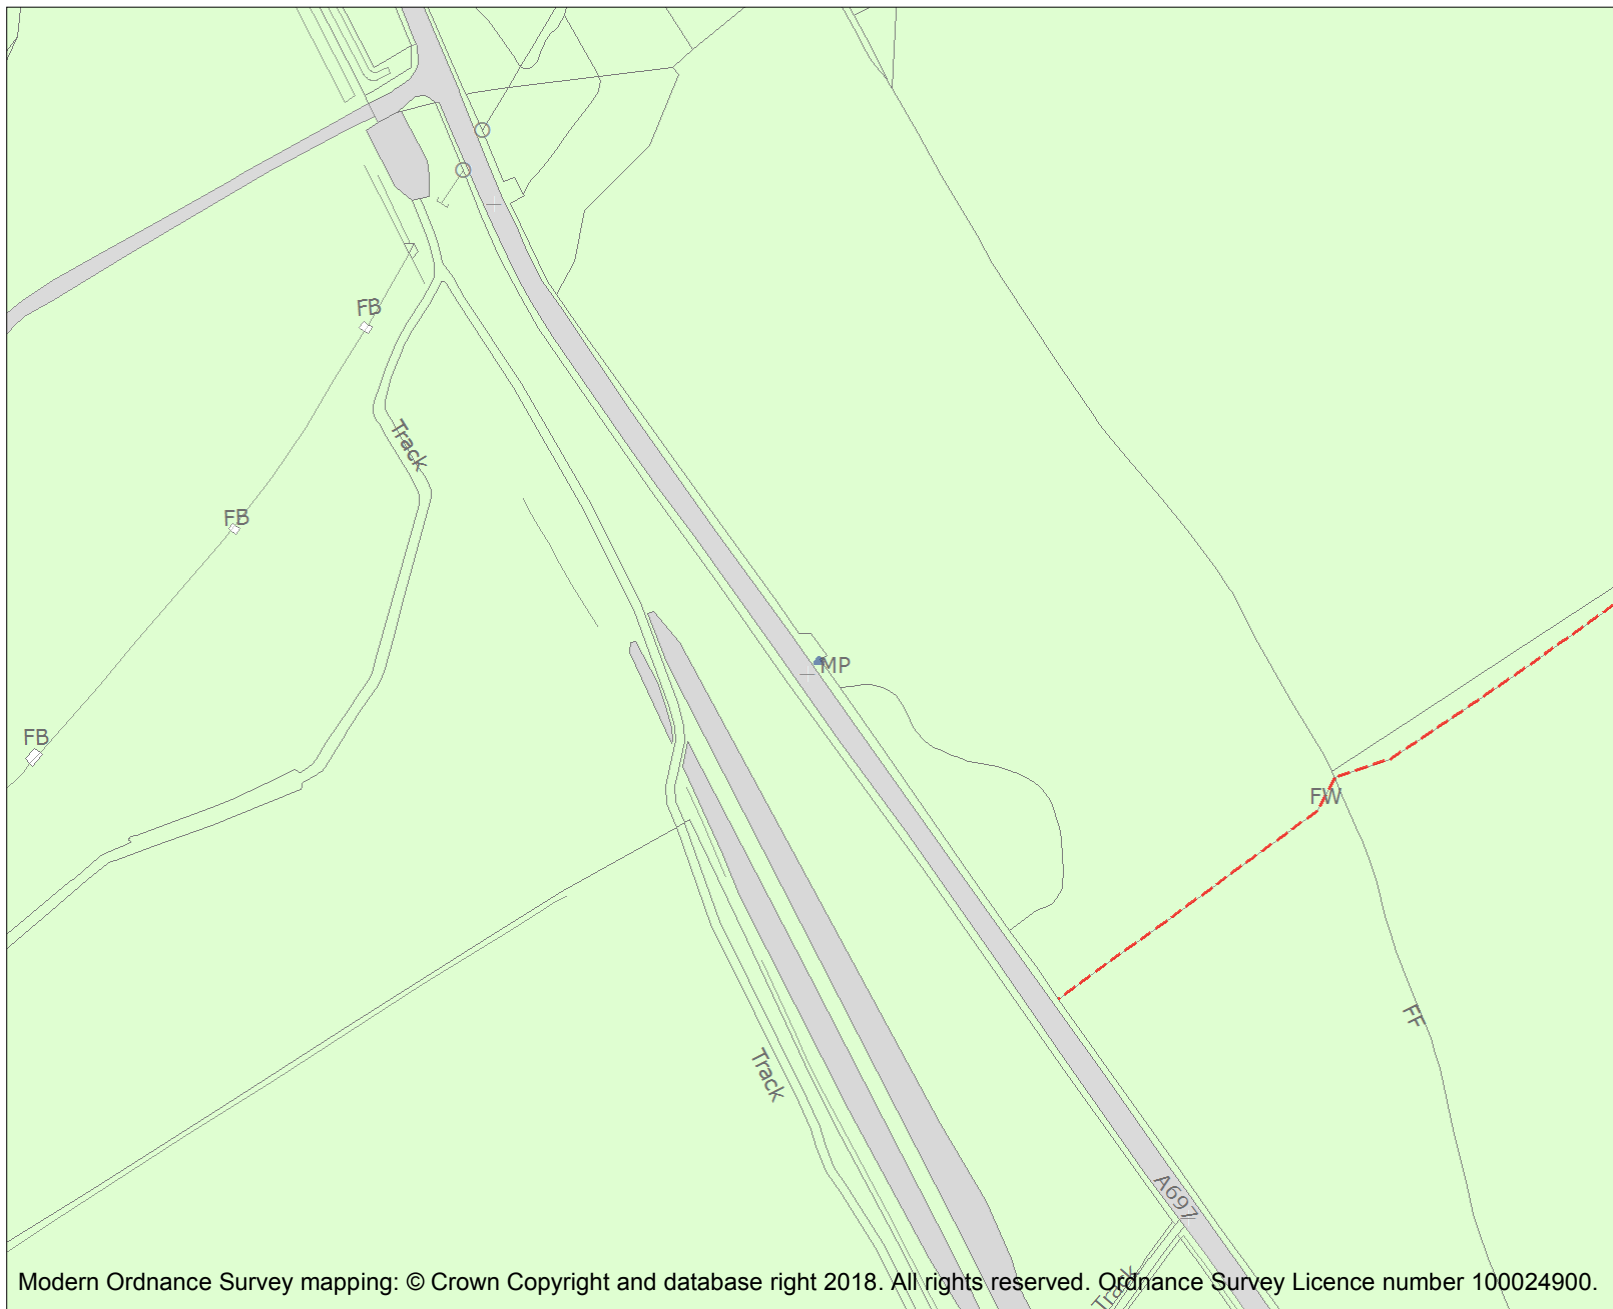 FB
Track
FB
MP
FB
FW
FF
Track
A697
Track
Modern Ordnance Survey mapping: © Crown Copyright and database right 2018. All rights reserved. Ordnance Survey Licence number 100024900.